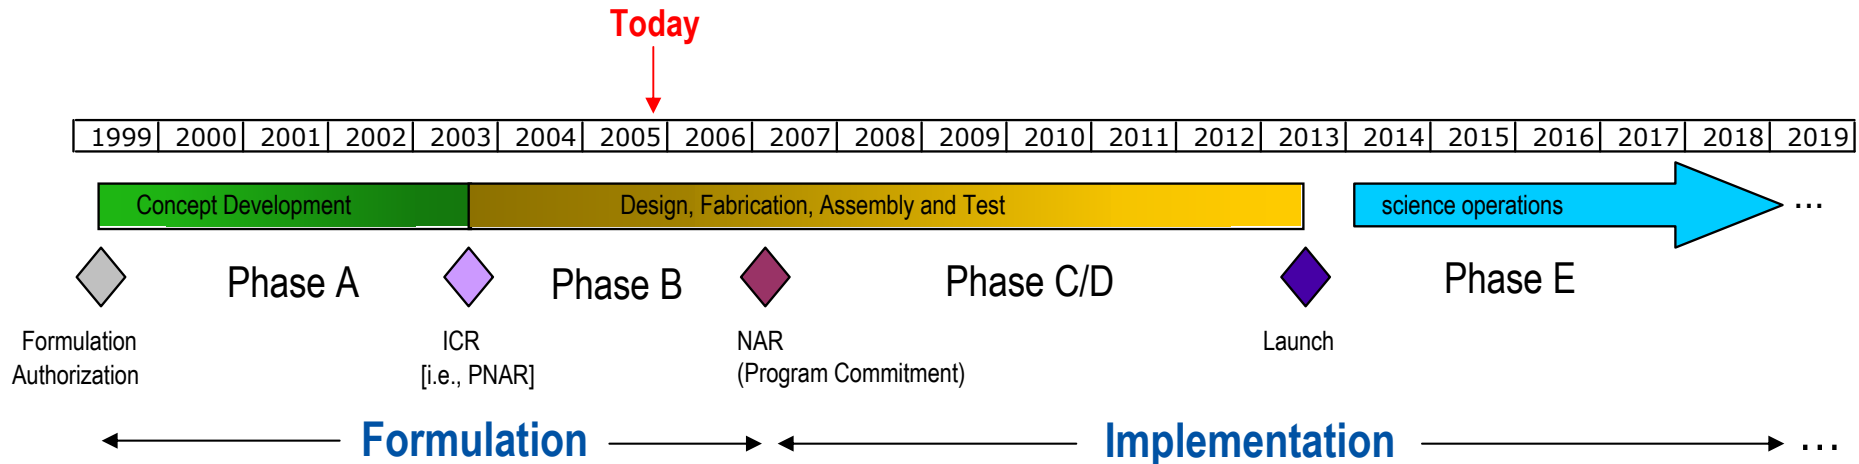 Today
1999 2000 2001 2002 2003 2004 2005 2006 2007 2008 2009 2010 2011 2012 2013 2014 2015 2016 2017 2018 2019
Concept Development
Design, Fabrication, Assembly and Test
science operations
...
Phase A
Phase B
Phase C/D
Phase E
Formulation
Authorization
ICR
[i.e., PNAR]
NAR
(Program Commitment)
Launch
Formulation
Implementation
...